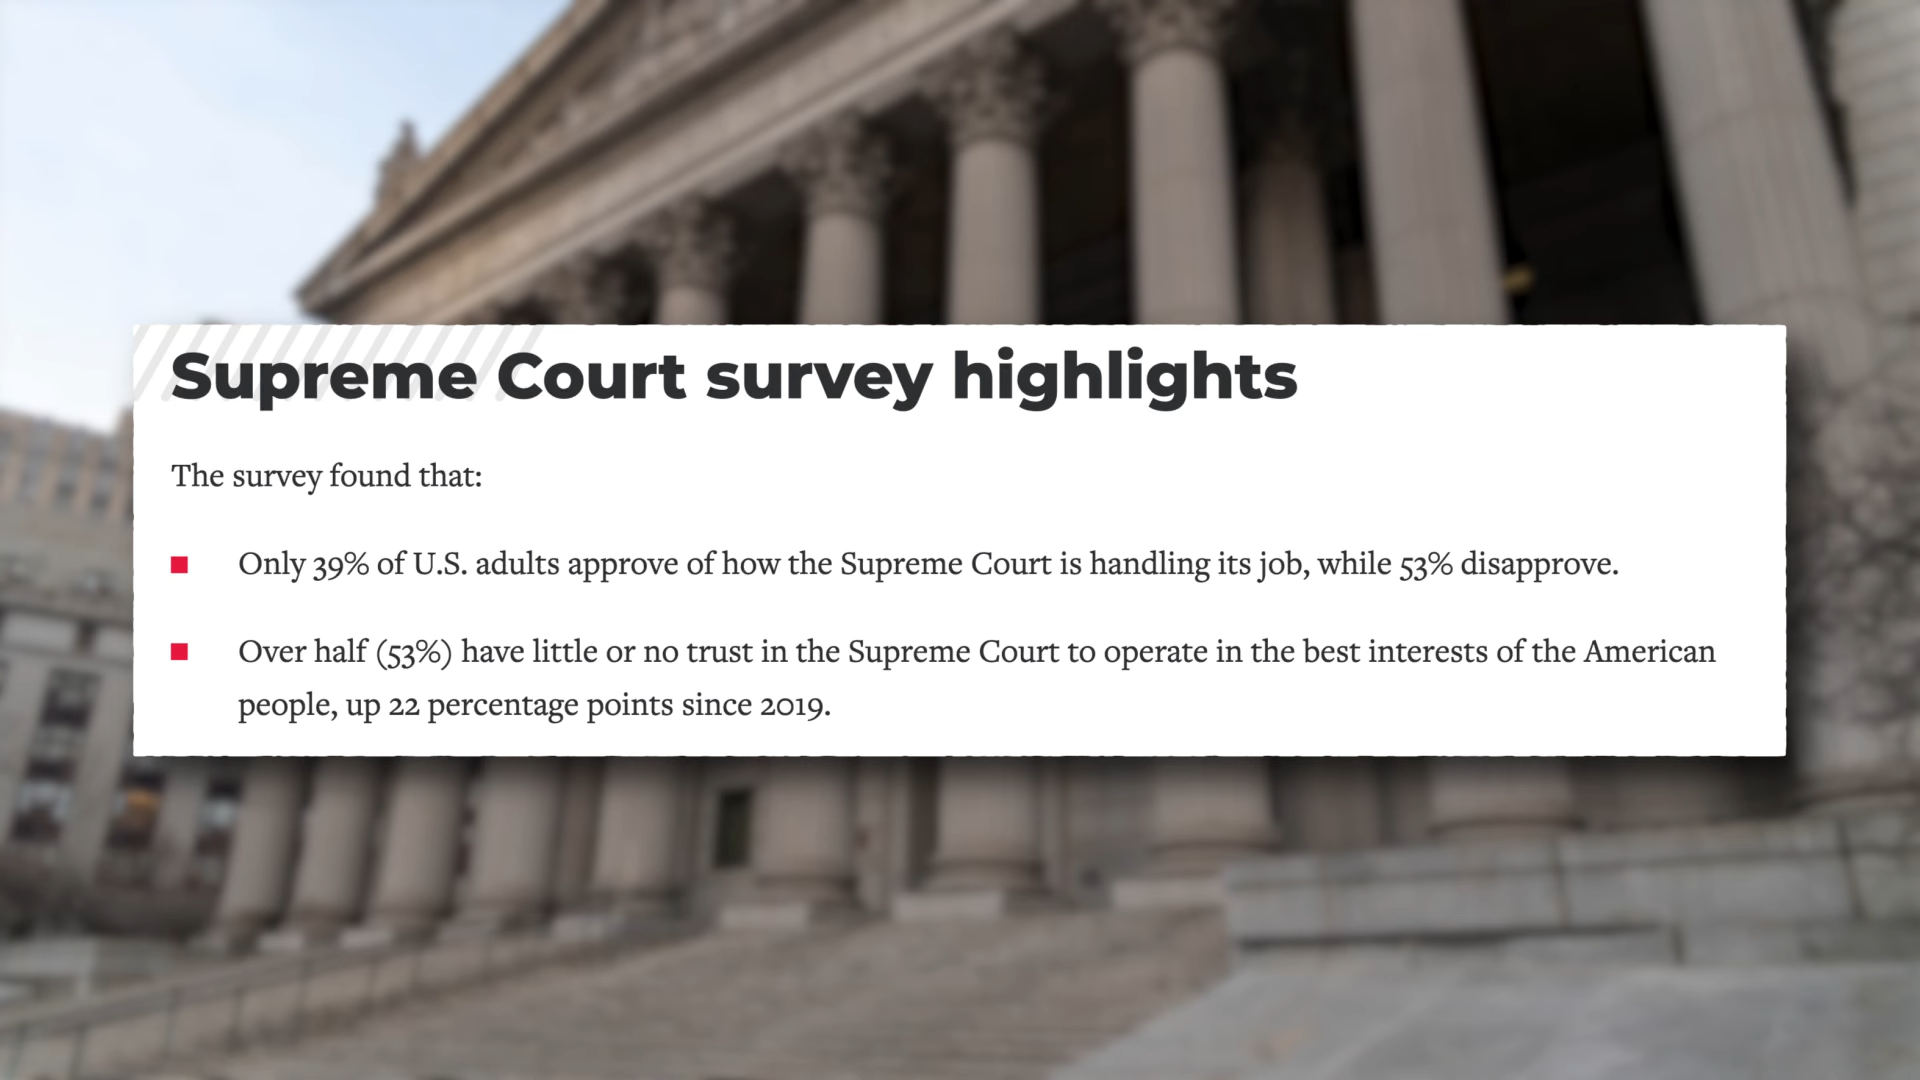 Supreme Court survey highlights
The survey found that:
Only 39% of U.S. adults approve of how the Supreme Court is handling its job, while 53% disapprove.
Over half (53%) have little or no trust in the Supreme Court to operate in the best interests of the American
people, up 22 percentage points since 2019.